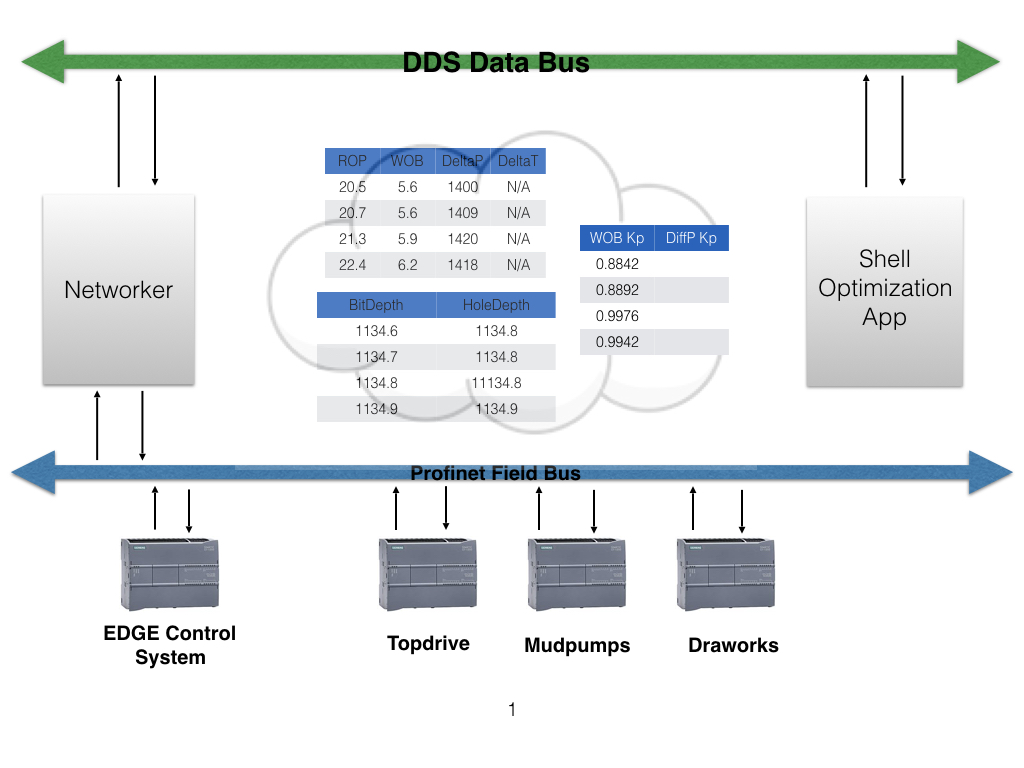 DDS Data Bus
ROP WOB DeltaP DeltaT
20.5 5.6 1400 N/A
20.7 5.6 1409 N/A
21.3 5.9 1420 N/A
22.4 6.2 1418 N/A
WOB Kp DiffP Kp
0.8842
0.8892
0.9976
0.9942
BitDepth HoleDepth
1134.6 1134.8
1134.7 1134.8
1134.8 11134.8
1134.9 1134.9
Networker
Shell
Optimization
App
Profinet Field Bus
EDGE Control
System
Topdrive
Mudpumps
Draworks
1